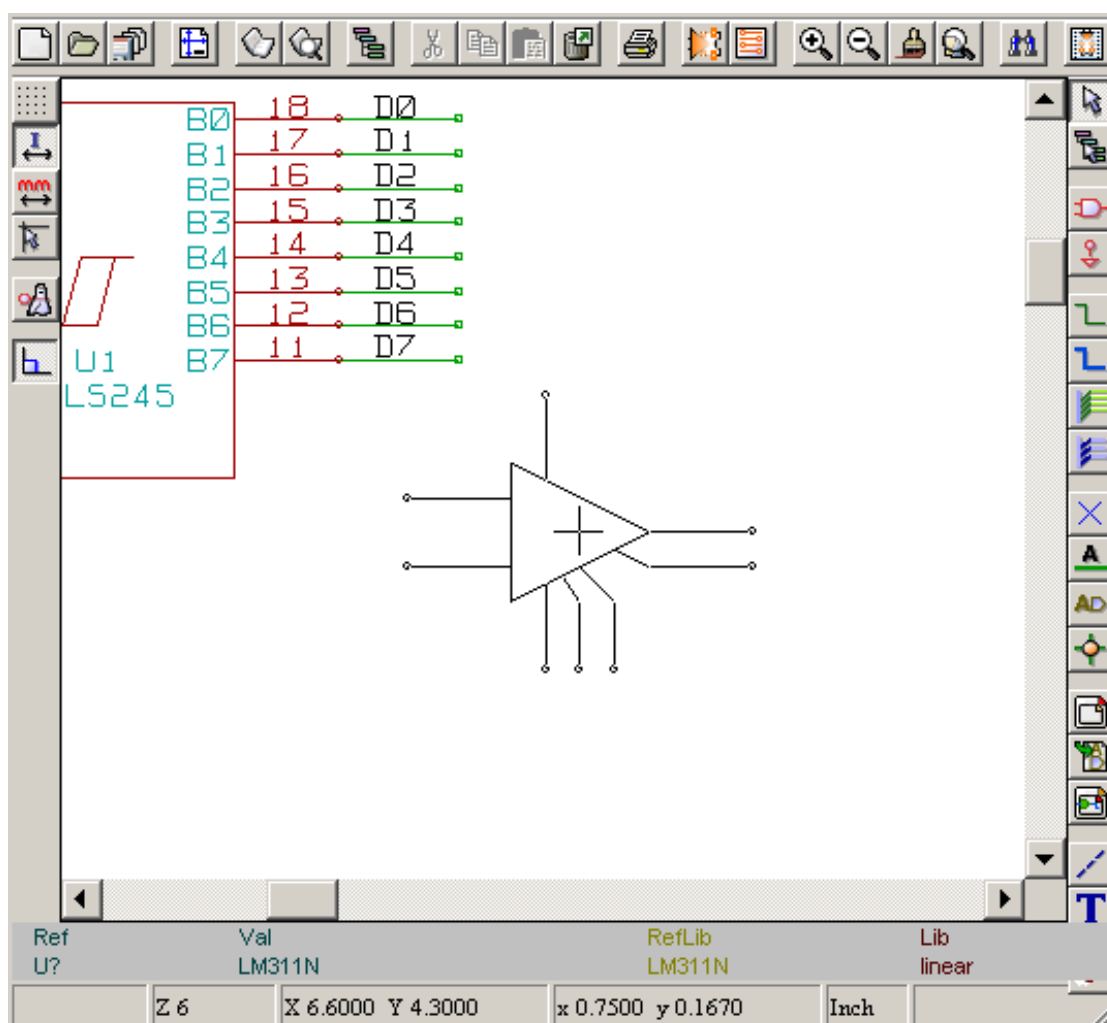 I
mm
B0 18 D0
B1 17 D1
B2 16 D2
B3 15 D3
B4 14 D4
B5 13 D5
B6 12 D6
B7 11 D7
U1
LS245
A
AD
T
Ref Val RefLib Lib
U? LM311N LM311N linear
Z 6 X 6.6000 Y 4.3000 x 0.7500 y 0.1670 Inch